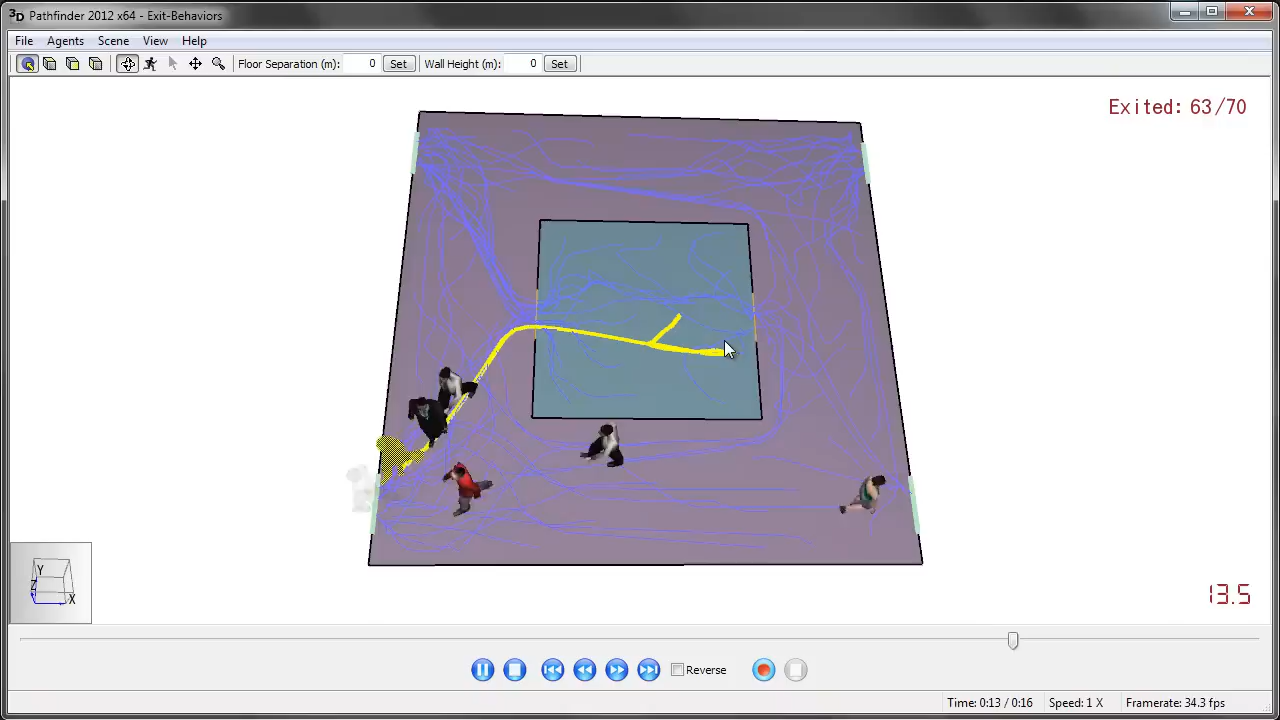 3D Pathfinder 2012 x64 - Exit-Behaviors
File Agents Scene View Help
Floor Separation (m): 0 Set Wall Height (m): 0 Set
Exited: 63/70
Y
Z
X
13.5
Reverse
Time: 0:13 / 0:16 Speed: 1 X Framerate: 34.3 fps